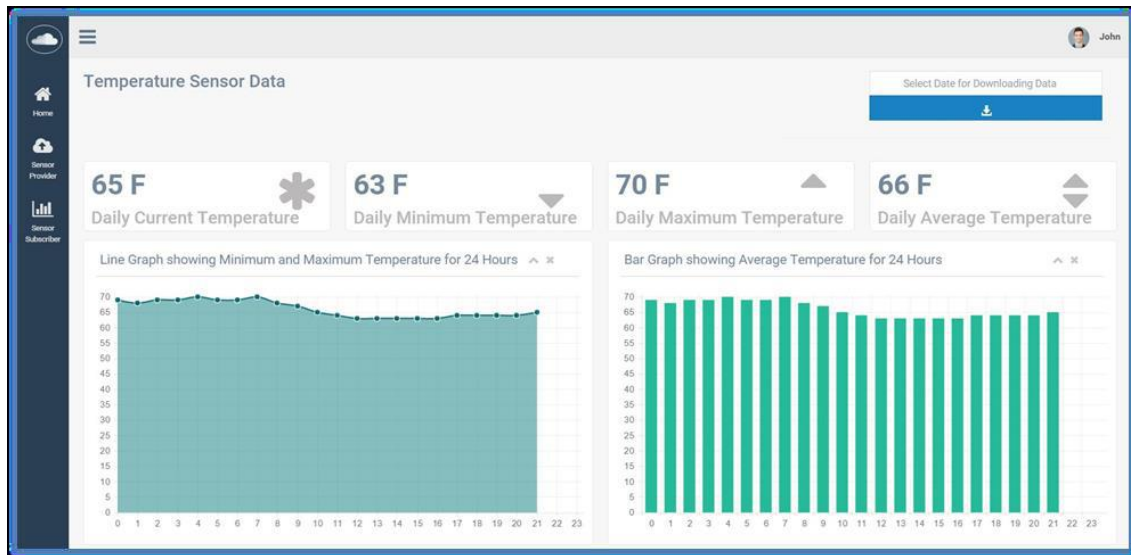 John
Home
Sensor
Provider
Sensor
Subscriber
Temperature Sensor Data
Select Date for Downloading Data
65 F
Daily Current Temperature
63 F
Daily Minimum Temperature
70 F
Daily Maximum Temperature
66 F
Daily Average Temperature
Line Graph showing Minimum and Maximum Temperature for 24 Hours
70
65
60
55
50
45
40
35
30
25
20
15
10
5
0
0 1 2 3 4 5 6 7 8 9 10 11 12 13 14 15 16 17 18 19 20 21 22 23
Bar Graph showing Average Temperature for 24 Hours
70
65
60
55
50
45
40
35
30
25
20
15
10
5
0
0 1 2 3 4 5 6 7 8 9 10 11 12 13 14 15 16 17 18 19 20 21 22 23